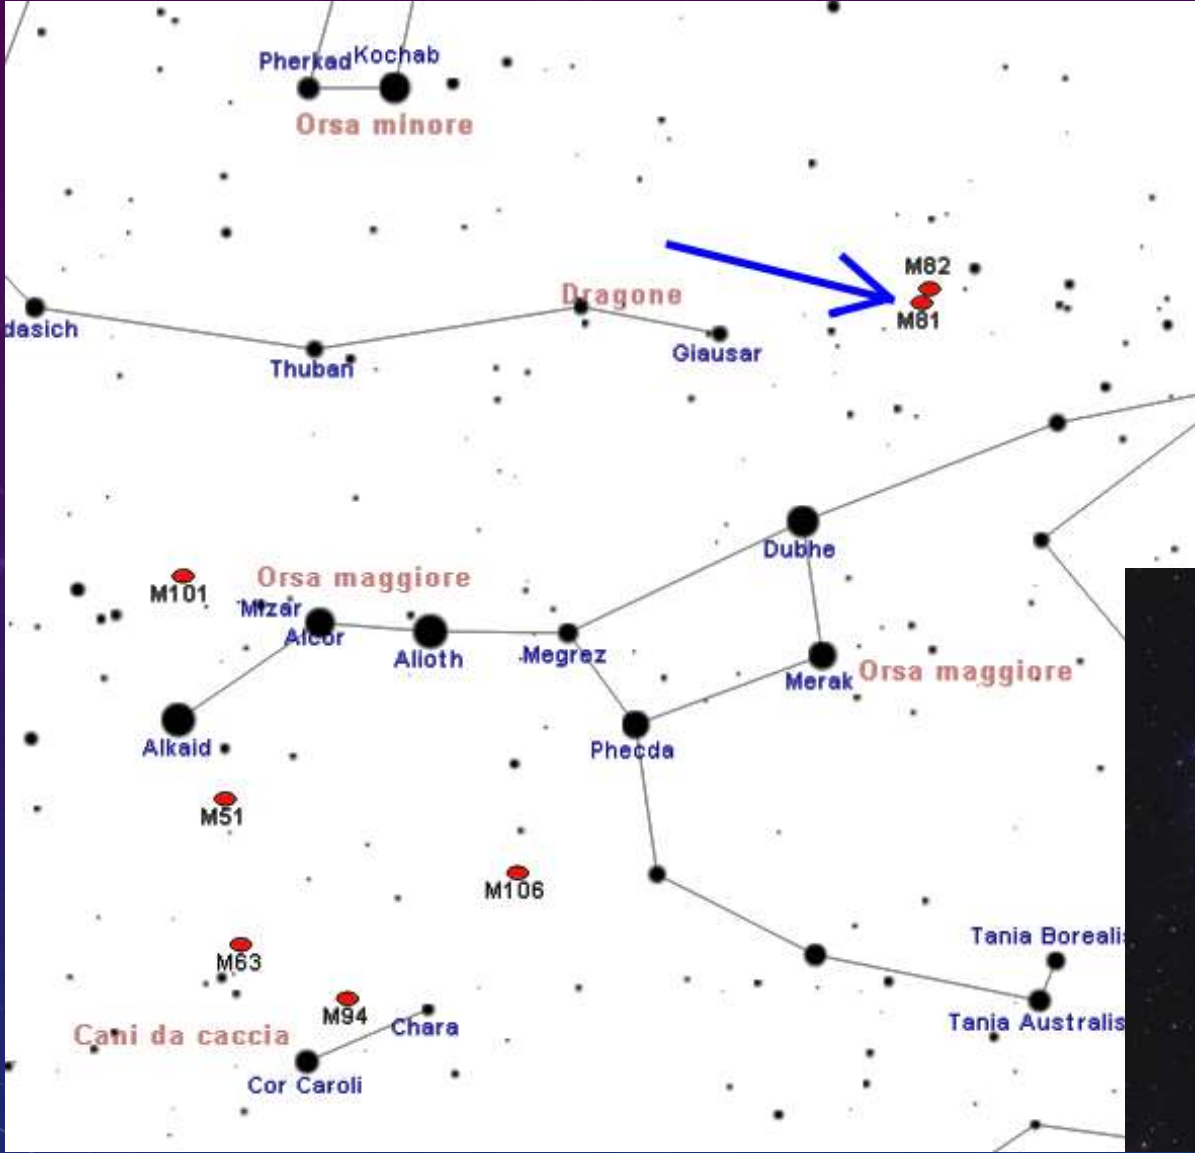 Pherkad
Kochab
Orsa minore
M82
M81
Dragone
dasich
Thuban
Giausar
Dubhe
M101
Orsa maggiore
Mizar
Alcor
Alioth
Megrez
Merak
Orsa maggiore
Alkaid
Phecda
M51
M106
Tania Borealis
M63
M94
Chara
Tania Australis
Cani da caccia
Cor Caroli